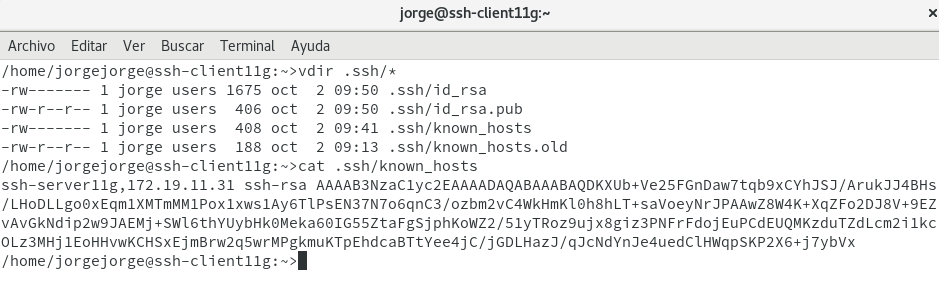 jorge@ssh-client11g:~
Archivo Editar Ver Buscar Terminal Ayuda
/home/jorgejorge@ssh-client11g:~>vdir .ssh/*
-rw------- 1 jorge users 1675 oct  2 09:50 .ssh/id_rsa
-rw-r--r-- 1 jorge users  406 oct  2 09:50 .ssh/id_rsa.pub
-rw------- 1 jorge users  408 oct  2 09:41 .ssh/known_hosts
-rw-r--r-- 1 jorge users  188 oct  2 09:13 .ssh/known_hosts.old
/home/jorgejorge@ssh-client11g:~>cat .ssh/known_hosts
ssh-server11g,172.19.11.31 ssh-rsa AAAAB3NzaC1yc2EAAAADAQABAAABAQDKXUb+Ve25FGnDaw7tqb9xCYhJSJ/ArukJJ4BHs
/LHoDLLgo0xEqm1XMTmMM1Pox1xws1Ay6TlPsEN37N7o6qnC3/ozbm2vC4WkHmKl0h8hLT+saVoeyNrJPAAwZ8W4K+XqZFo2DJ8V+9EZ
vAvGkNdip2w9JAEMj+SWl6thYUybHk0Meka60IG55ZtaFgSjphKoWZ2/51yTRoz9ujx8giz3PNFrFdojEuPCdEUQMKzduTZdLcm2i1kc
OLz3MHj1EoHHvwKCHSxEjmBrw2q5wrMPgkmuKTpEhdcaBTtYee4jC/jGDLHazJ/qJcNdYnJe4uedClHWqpSKP2X6+j7ybVx
/home/jorgejorge@ssh-client11g:~>